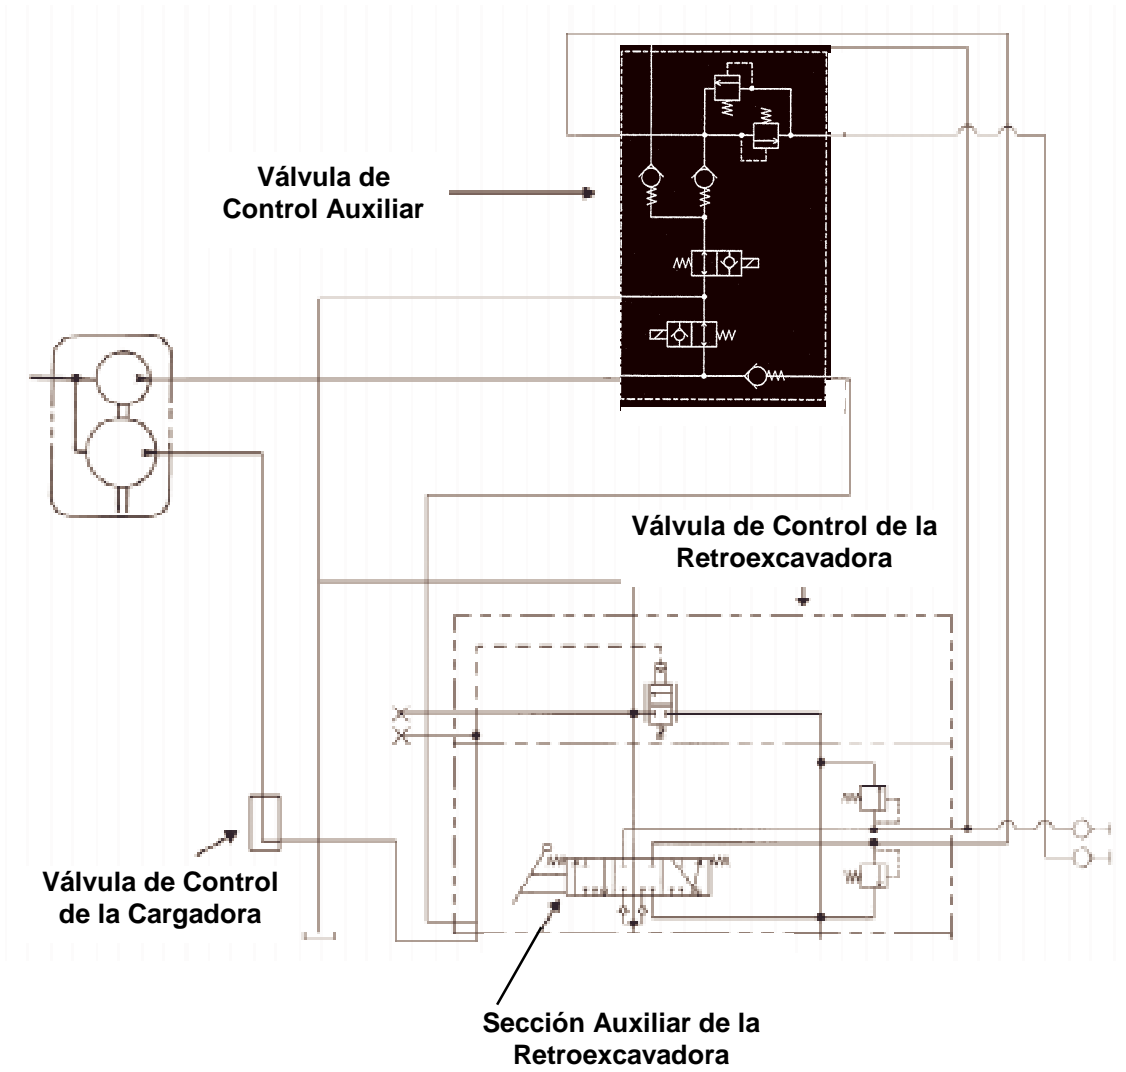 Válvula de
Control Auxiliar
Válvula de Control de la
Retroexcavadora
Válvula de Control
de la Cargadora
Sección Auxiliar de la
Retroexcavadora